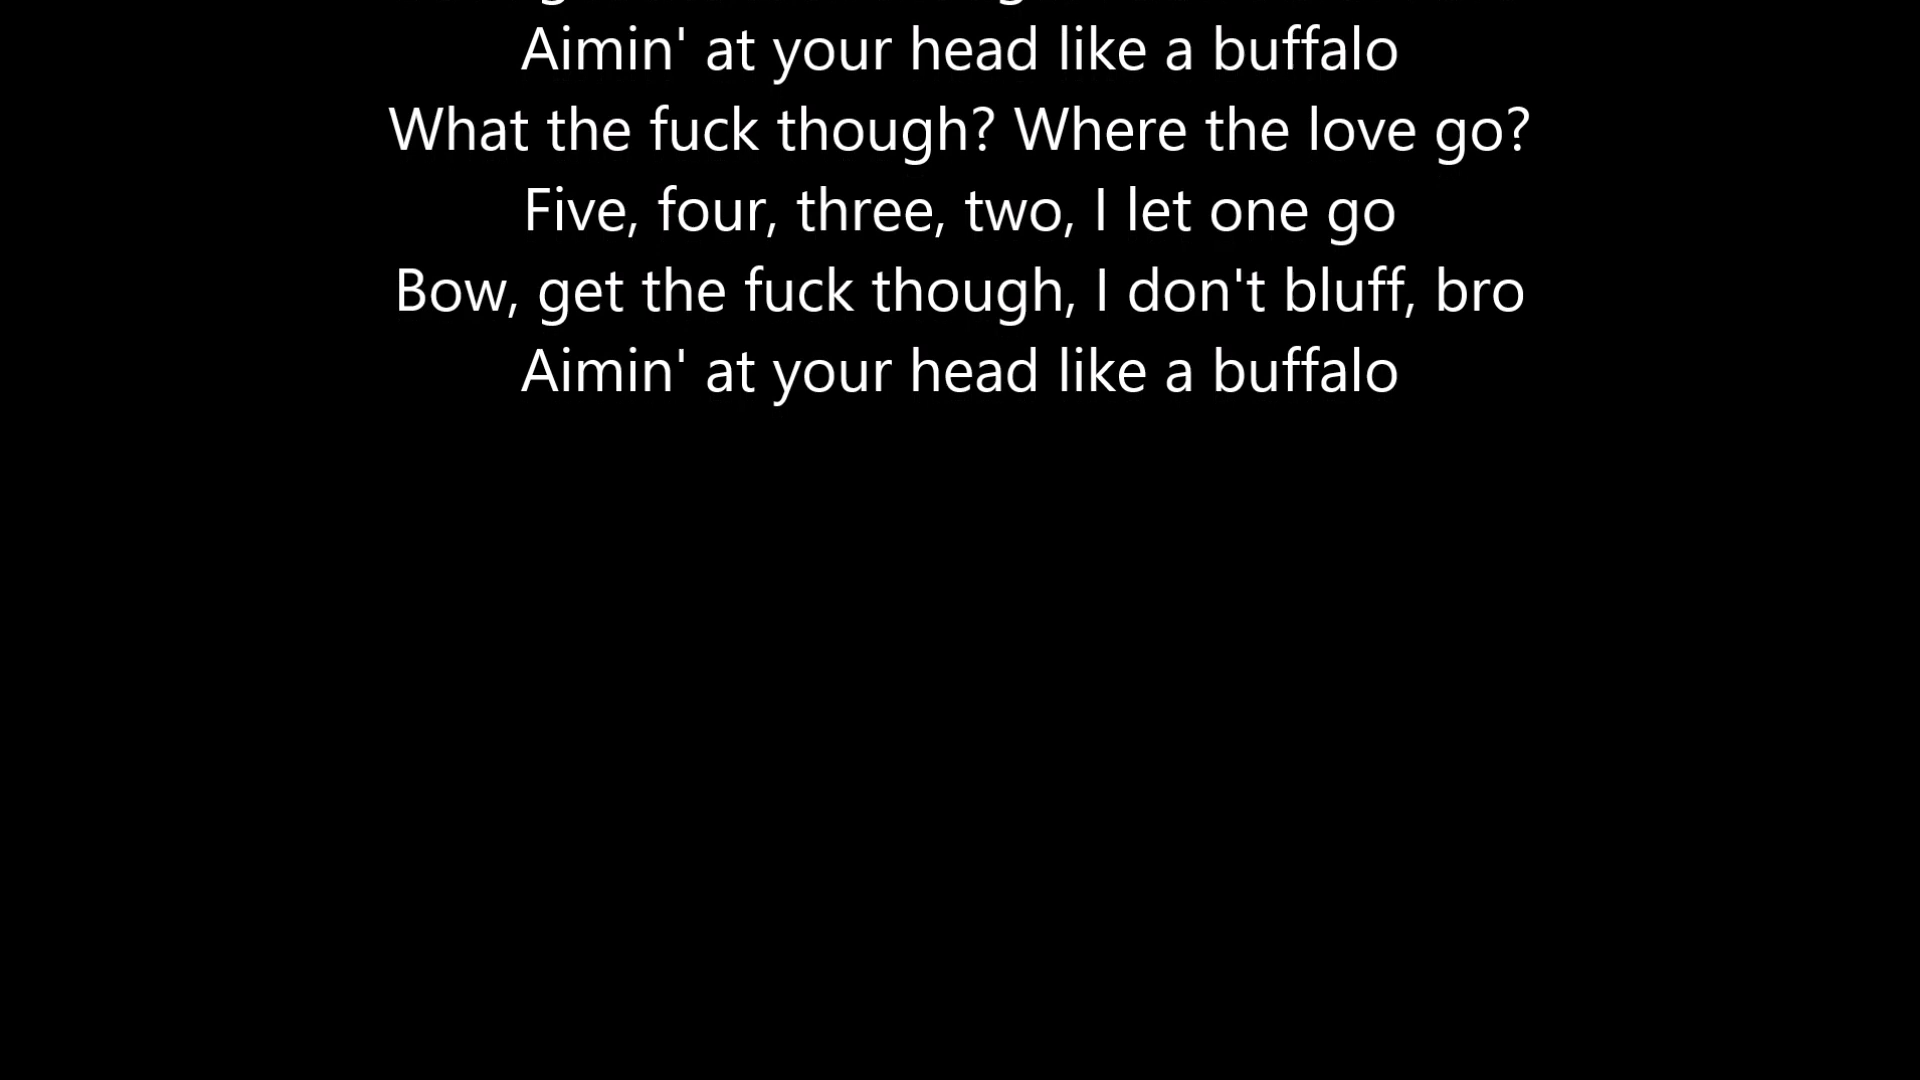 Aimin' at your head like a buffalo
What the fuck though? Where the love go?
Five, four, three, two, I let one go
Bow, get the fuck though, I don't bluff, bro
Aimin' at your head like a buffalo